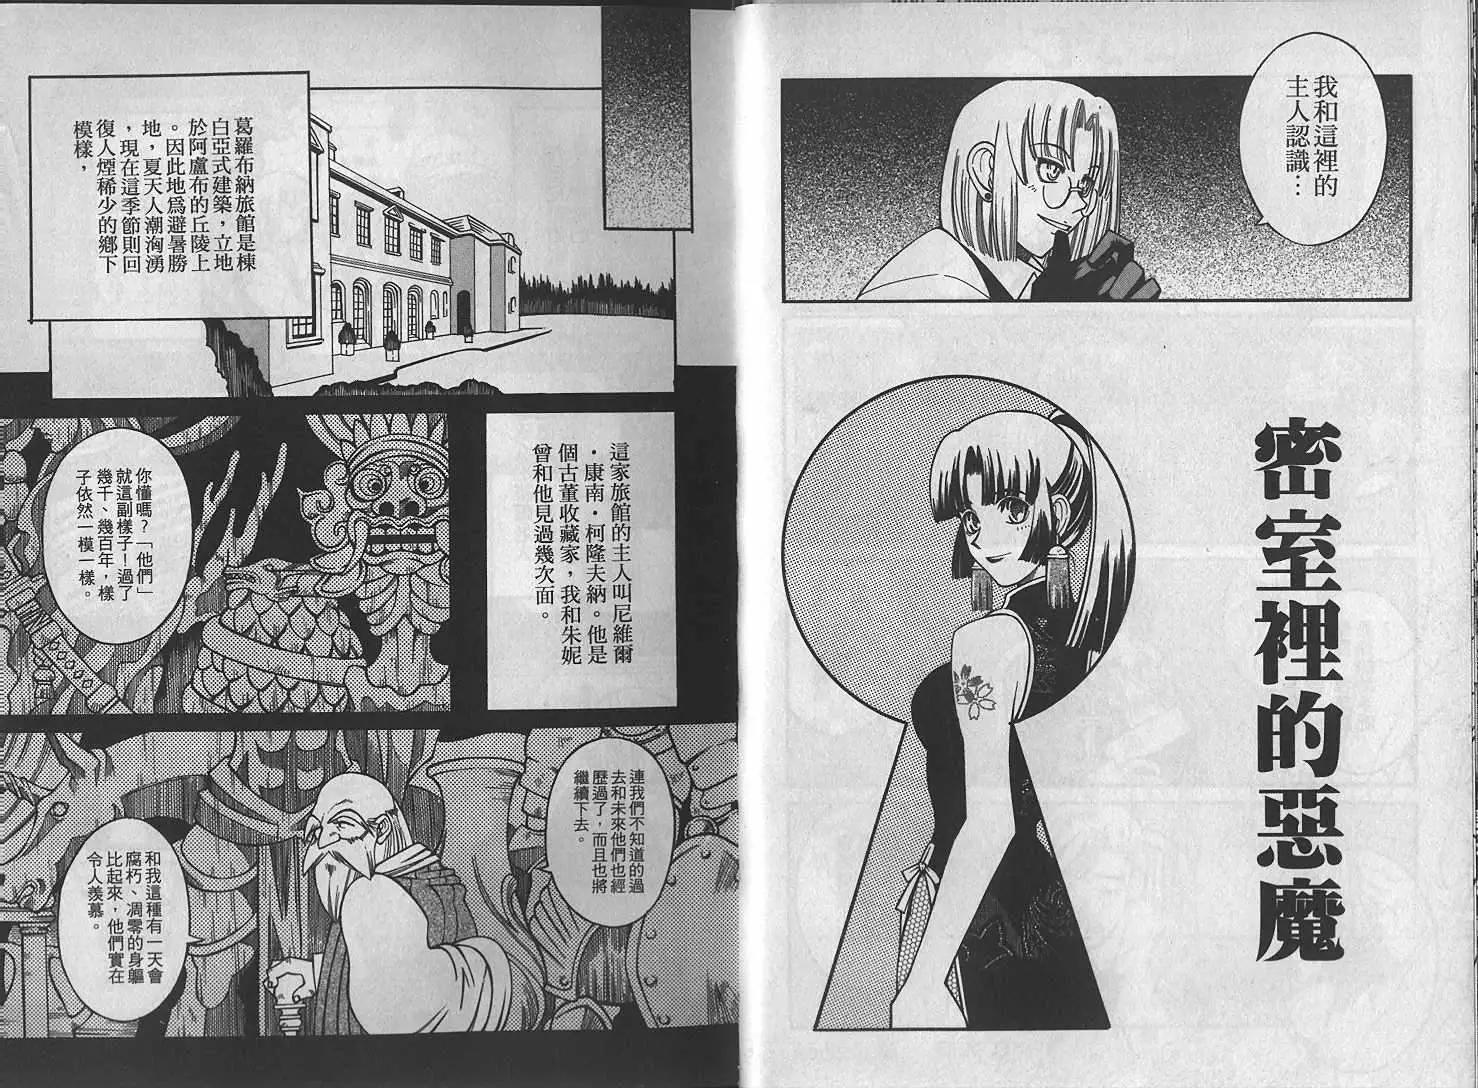 我和這裡的
主人認識…
密室裡的惡魔
葛羅布納旅館是棟
白亞式建築，立地
於阿盧布的丘陵上
。因此地為避暑勝
地，夏天人潮洶湧
，現在這季節則回
復人煙稀少的鄉下
模樣，
這家旅館的主人叫尼維爾
・康南・柯隆夫納。他是
個古董收藏家，我和朱妮
曾和他見過幾次面。
你懂嗎？「他們」
就這副樣子！過了
幾千、幾百年，樣
子依然一模一樣。
連我們不知道的過
去和未來他們也經
歷過了，而且也將
繼續下去。
和我這種有一天會
腐朽、凋零的身軀
比起來，他們實在
令人羨慕。